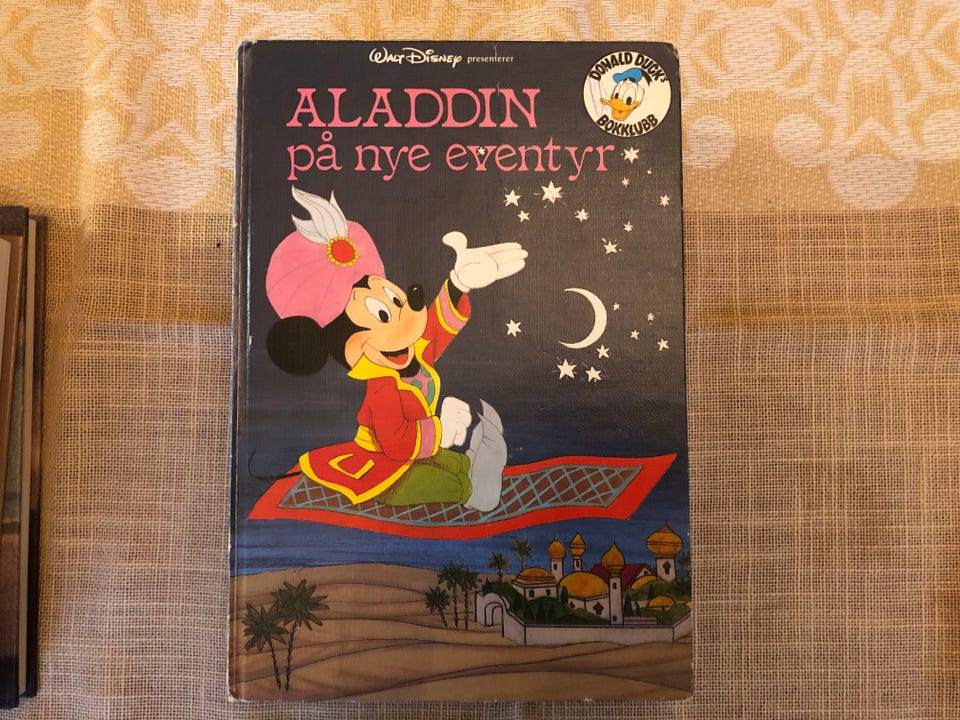 WALT DISNEY presenterer
DONALD DUCK's
BOKKLUBB
ALADDIN
på nye eventyr